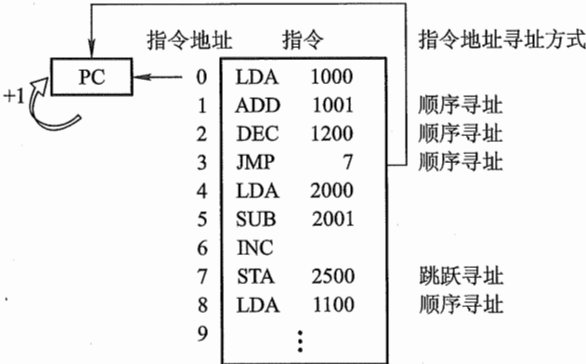 指令地址 指令 指令地址寻址方式
PC
+1
0 LDA 1000
1 ADD 1001 顺序寻址
2 DEC 1200 顺序寻址
3 JMP 7 顺序寻址
4 LDA 2000
5 SUB 2001
6 INC
7 STA 2500 跳跃寻址
8 LDA 1100 顺序寻址
9 ⋮